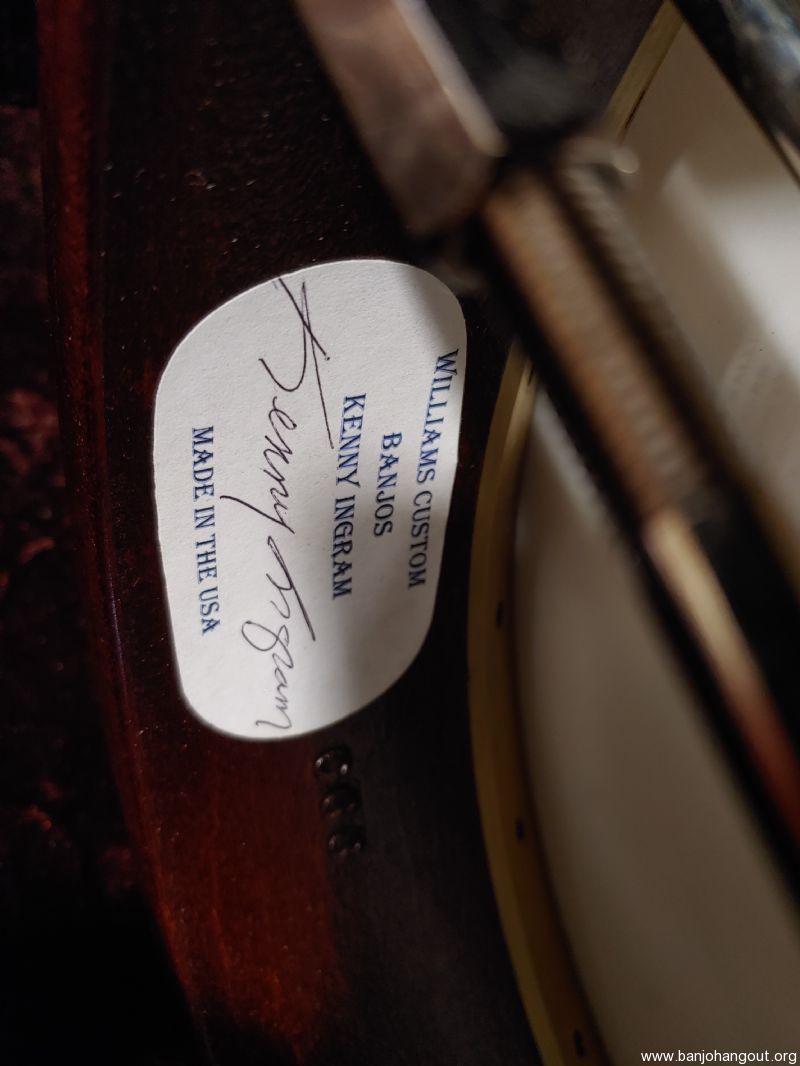 WILLIAMS CUSTOM
BANJOS
KENNY INGRAM
Kenny Ingram
MADE IN THE USA
www.banjohangout.org